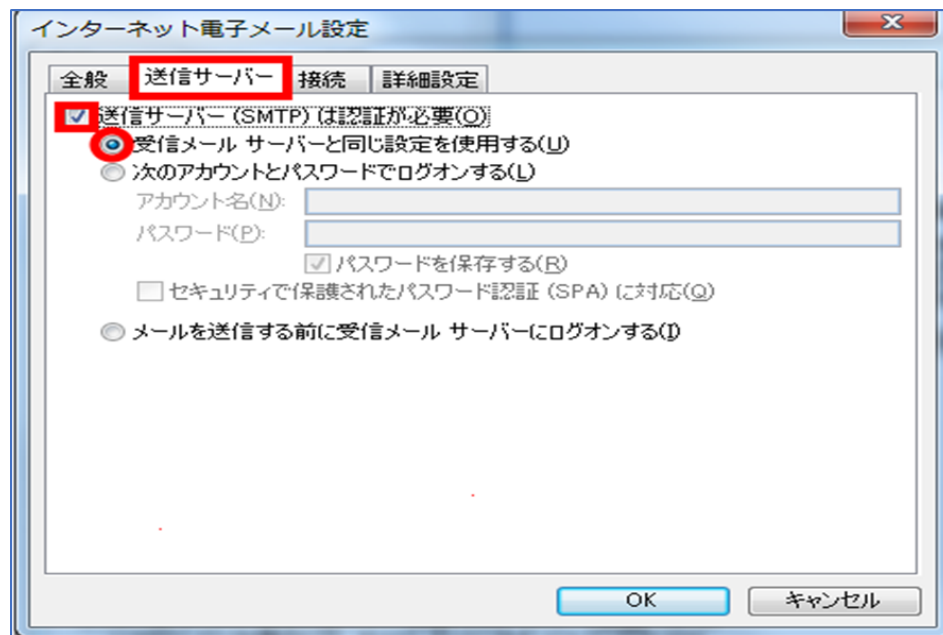 インターネット電子メール設定
全般 送信サーバー 接続 詳細設定
送信サーバー (SMTP) は認証が必要(O)
受信メール サーバーと同じ設定を使用する(U)
次のアカウントとパスワードでログオンする(L)
アカウント名(N):
パスワード(P):
パスワードを保存する(R)
セキュリティで保護されたパスワード認証 (SPA) に対応(Q)
メールを送信する前に受信メール サーバーにログオンする(I)
OK キャンセル